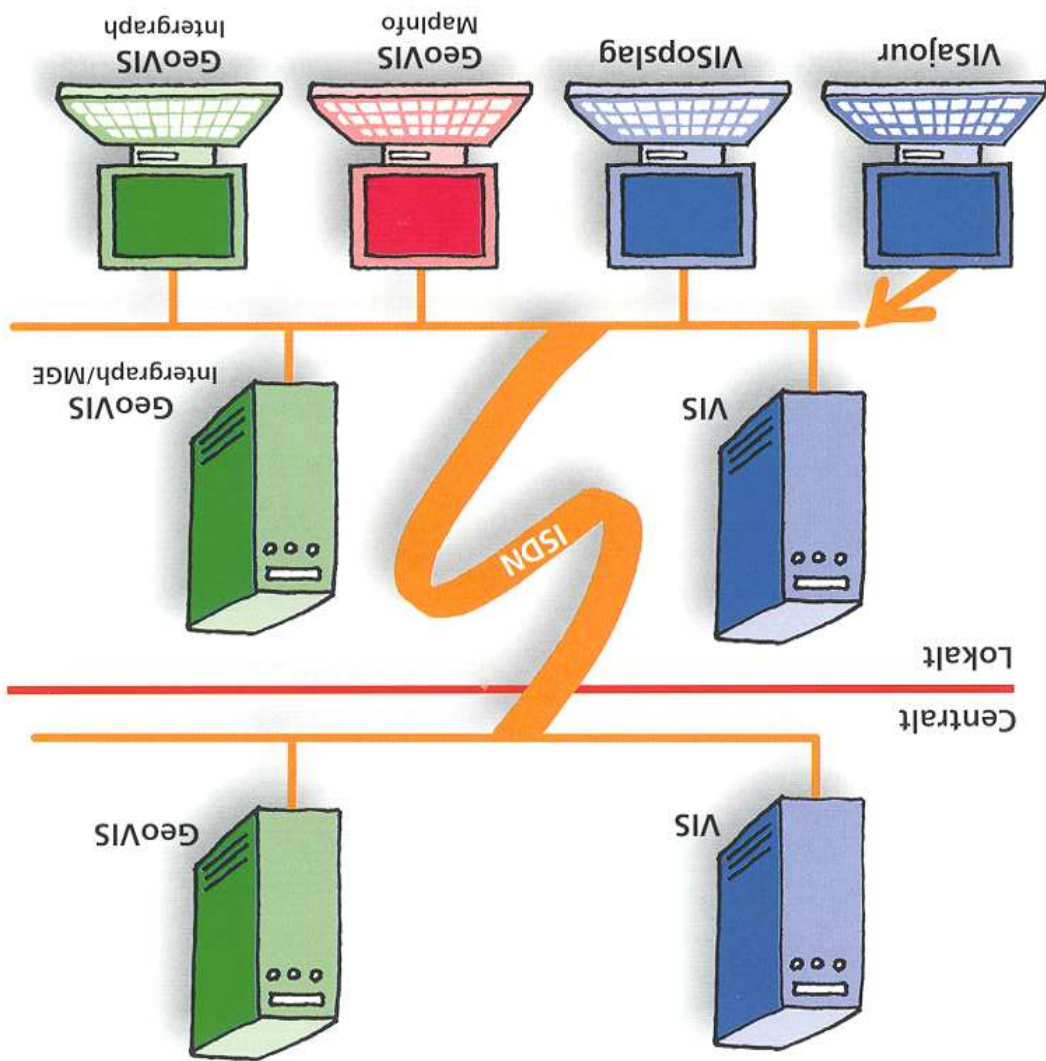 VIS
GeoVIS
Centralt
Lokalt
ISDN
VIS
GeoVIS
Intergraph/MGE
VISajour
VISopslag
GeoVIS
MapInfo
GeoVIS
Intergraph